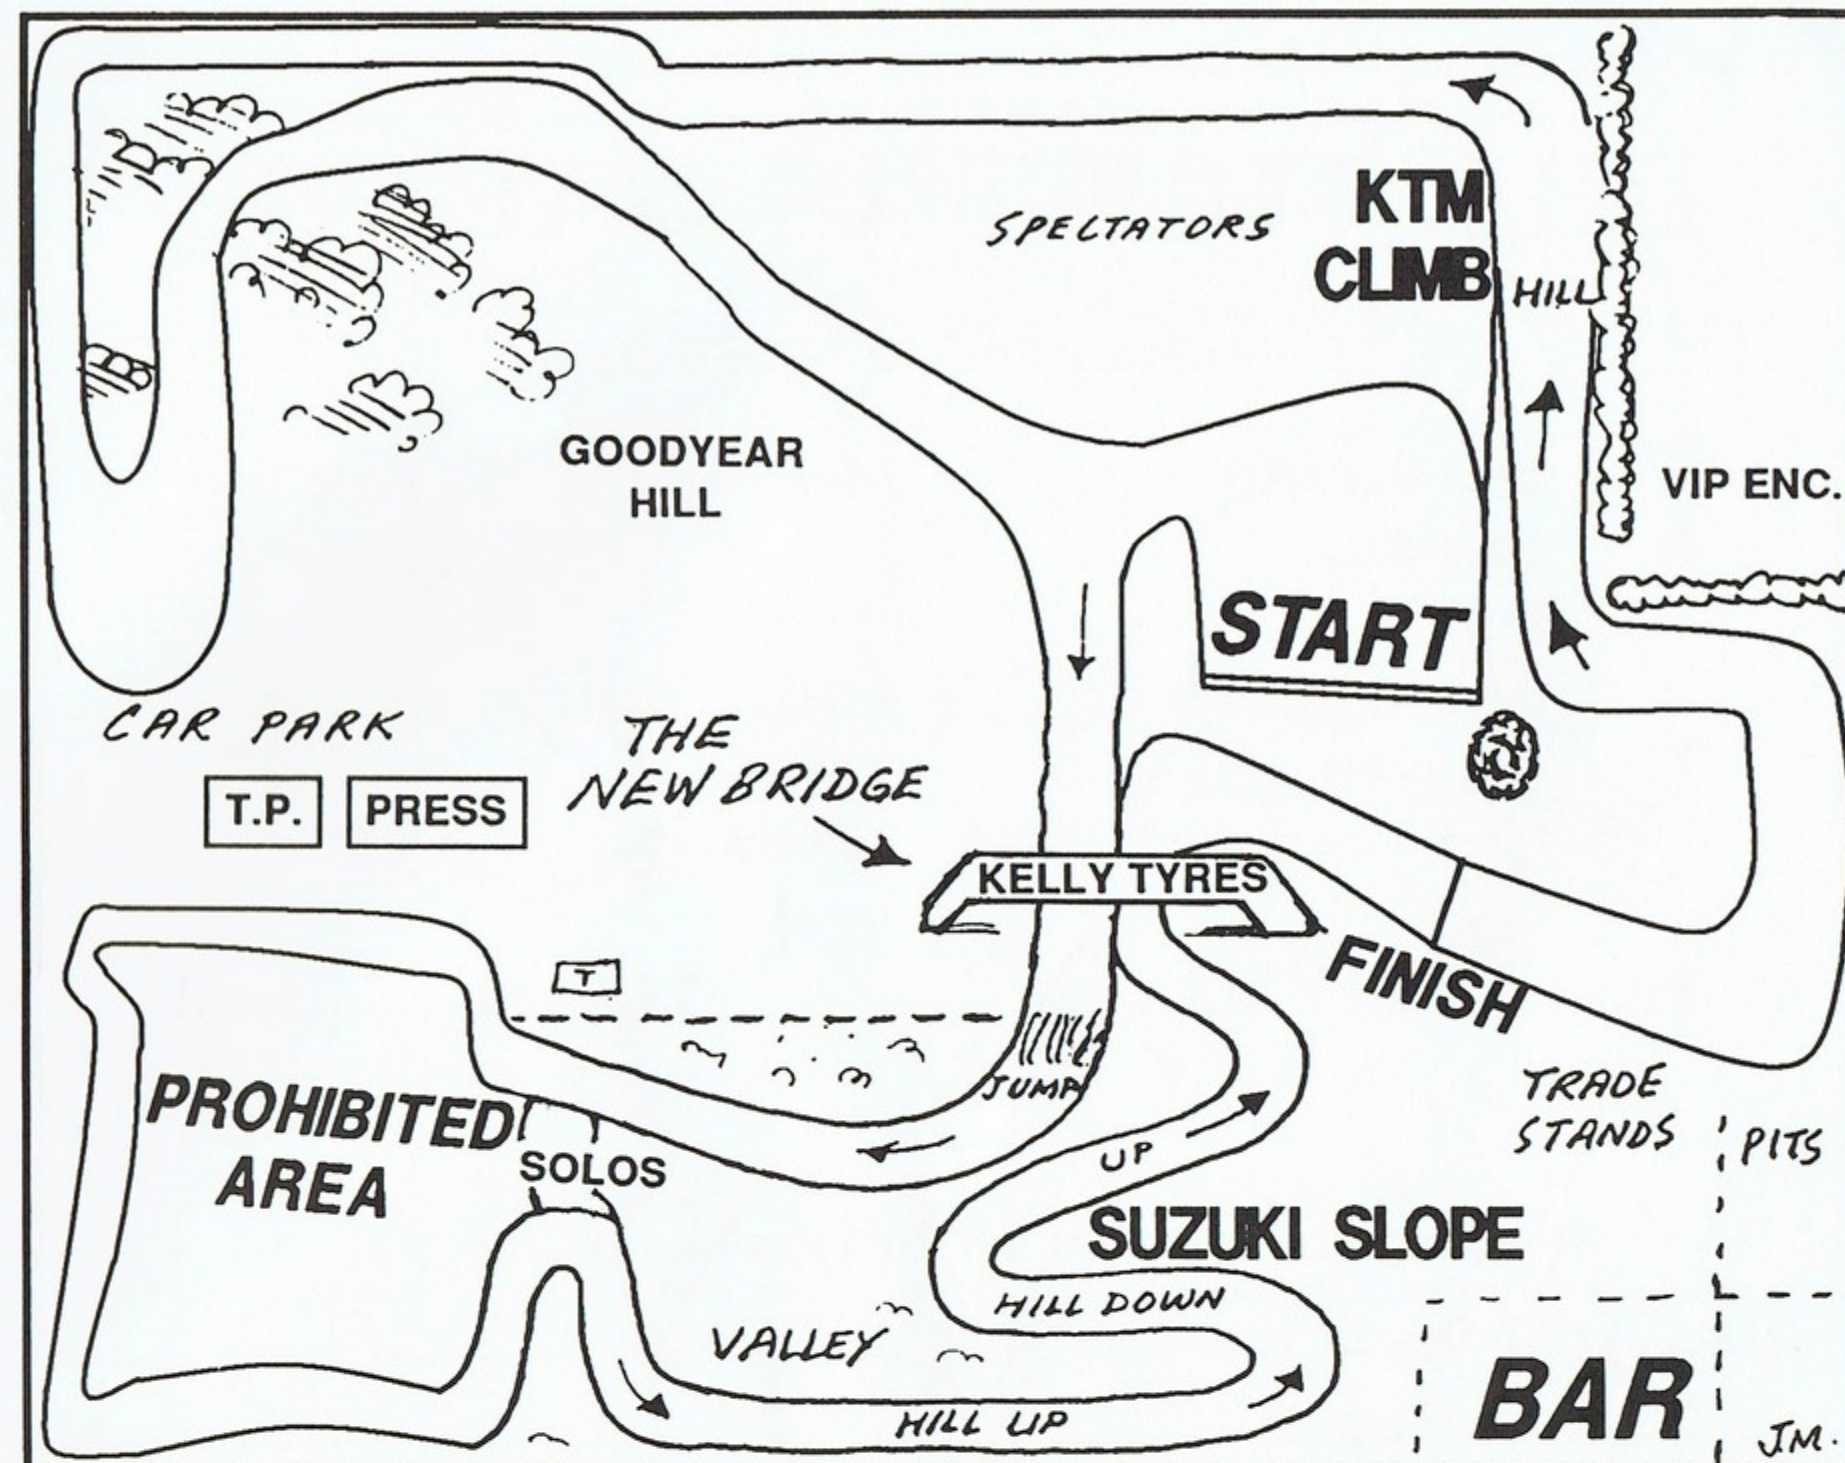 KTM
CLIMB
SPELTATORS
HILL
GOODYEAR
HILL
VIP ENC.
START
CAR PARK
THE
NEW BRIDGE
T.P.
PRESS
KELLY TYRES
FINISH
T
JUMP
TRADE
STANDS
PITS
PROHIBITED
AREA
SOLOS
UP
SUZUKI SLOPE
HILL DOWN
VALLEY
HILL UP
BAR
J.M.